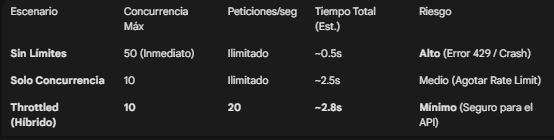 Escenario Concurrencia Máx Peticiones/seg Tiempo Total (Est.) Riesgo
Sin Límites 50 (Inmediato) Ilimitado ~0.5s Alto (Error 429 / Crash)
Solo Concurrencia 10 Ilimitado ~2.5s Medio (Agotar Rate Limit)
Throttled (Híbrido) 10 20 ~2.8s Mínimo (Seguro para el API)